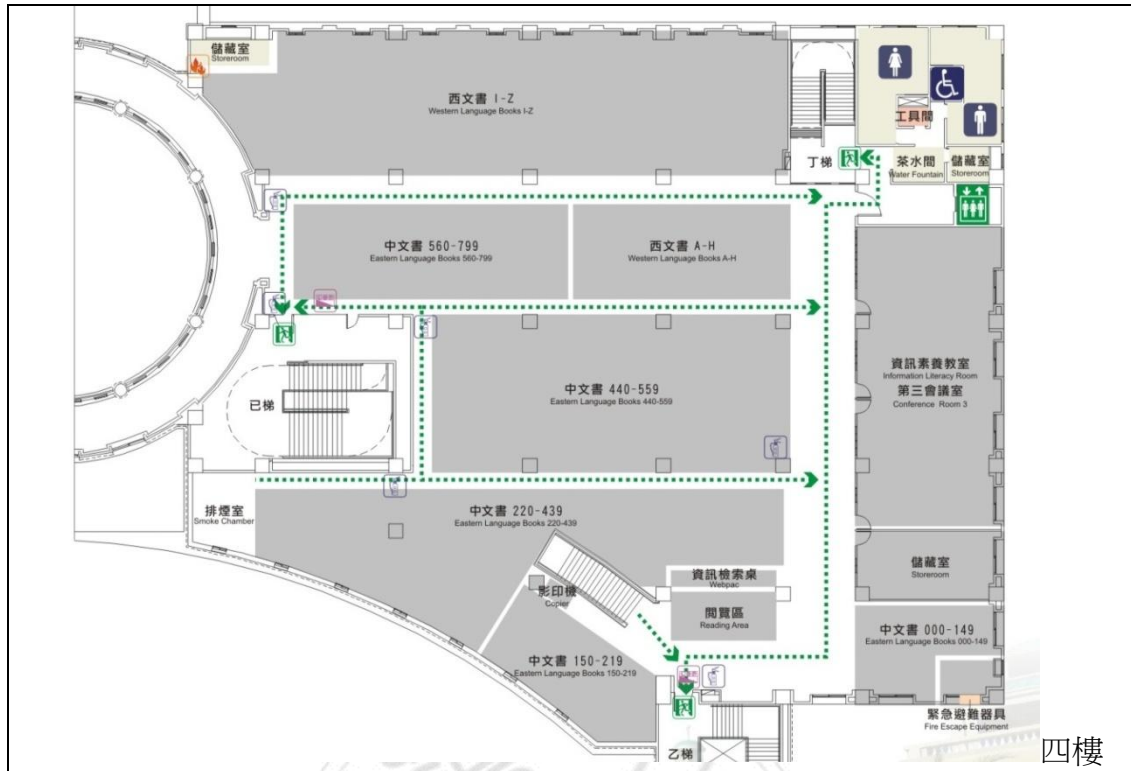 儲藏室
Storeroom
西文書 I-Z
Western Language Books I-Z
工具間
丁梯
茶水間
Water Fountain
儲藏室
Storeroom
中文書 560-799
Eastern Language Books 560-799
西文書 A-H
Western Language Books A-H
資訊素養教室
Information Literacy Room
第三會議室
Conference Room 3
中文書 440-559
Eastern Language Books 440-559
已梯
排煙室
Smoke Chamber
中文書 220-439
Eastern Language Books 220-439
儲藏室
Storeroom
資訊檢索桌
Webpac
影印機
Copier
閱覽區
Reading Area
中文書 000-149
Eastern Language Books 000-149
中文書 150-219
Eastern Language Books 150-219
緊急避難器具
Fire Escape Equipment
乙梯
四樓